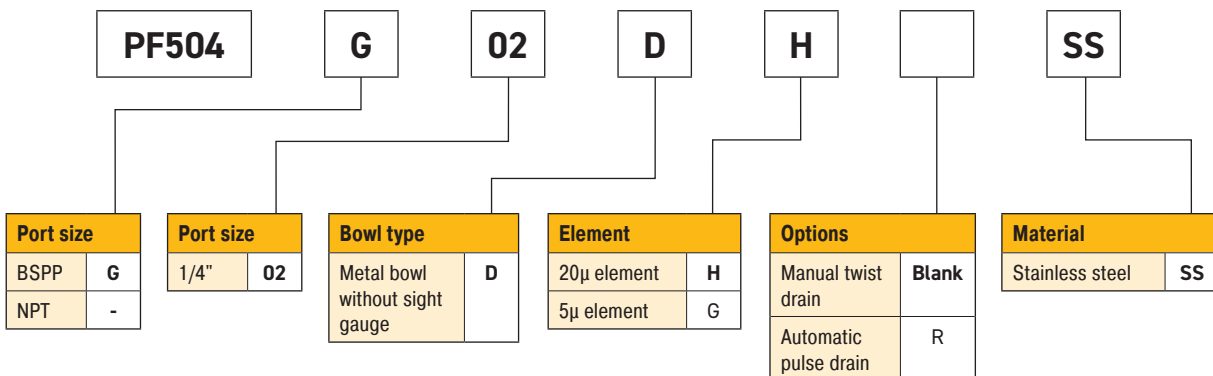 PF504 G 02 D H SS
Port size
BSPP G
NPT -
Port size
1/4" 02
Bowl type
Metal bowl D
without sight
gauge
Element
20µ element H
5µ element G
Options
Manual twist Blank
drain
Automatic R
pulse drain
Material
Stainless steel SS